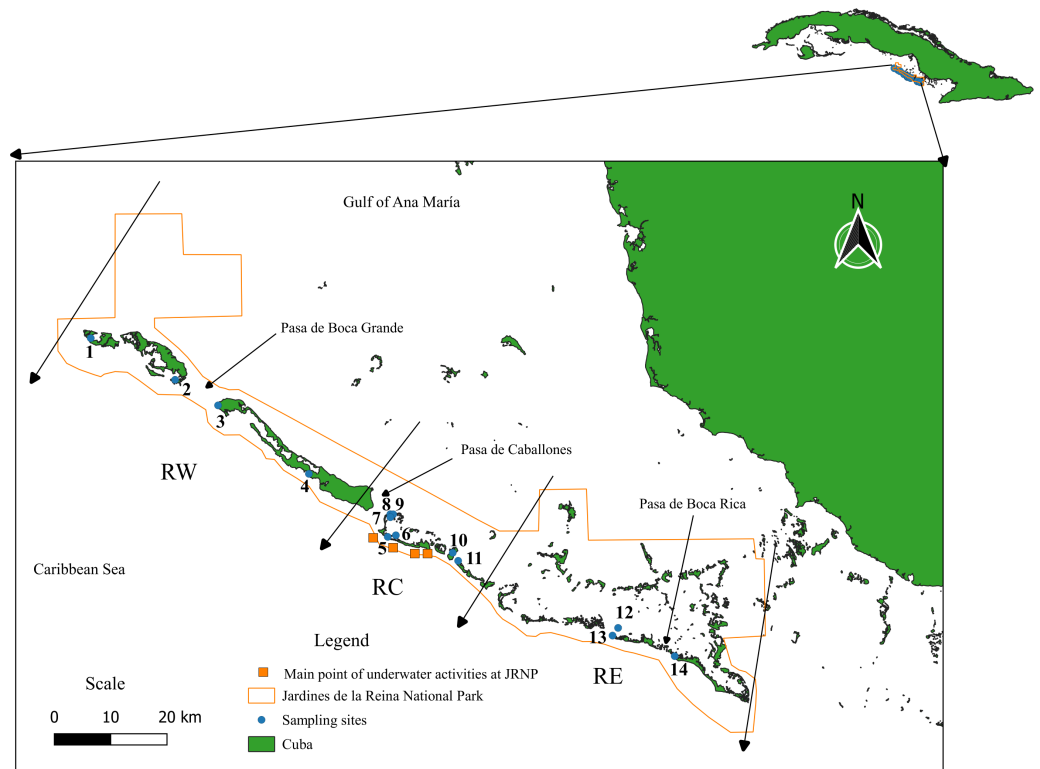 Gulf of Ana María
N
Pasa de Boca Grande
1
2
3
Pasa de Caballones
RW
4
Pasa de Boca Rica
8 9
7
6
5
10
11
Caribbean Sea
RC
12
13
Legend
RE
14
Main point of underwater activities at JRNP
Scale
Jardines de la Reina National Park
0 10 20 km
Sampling sites
Cuba